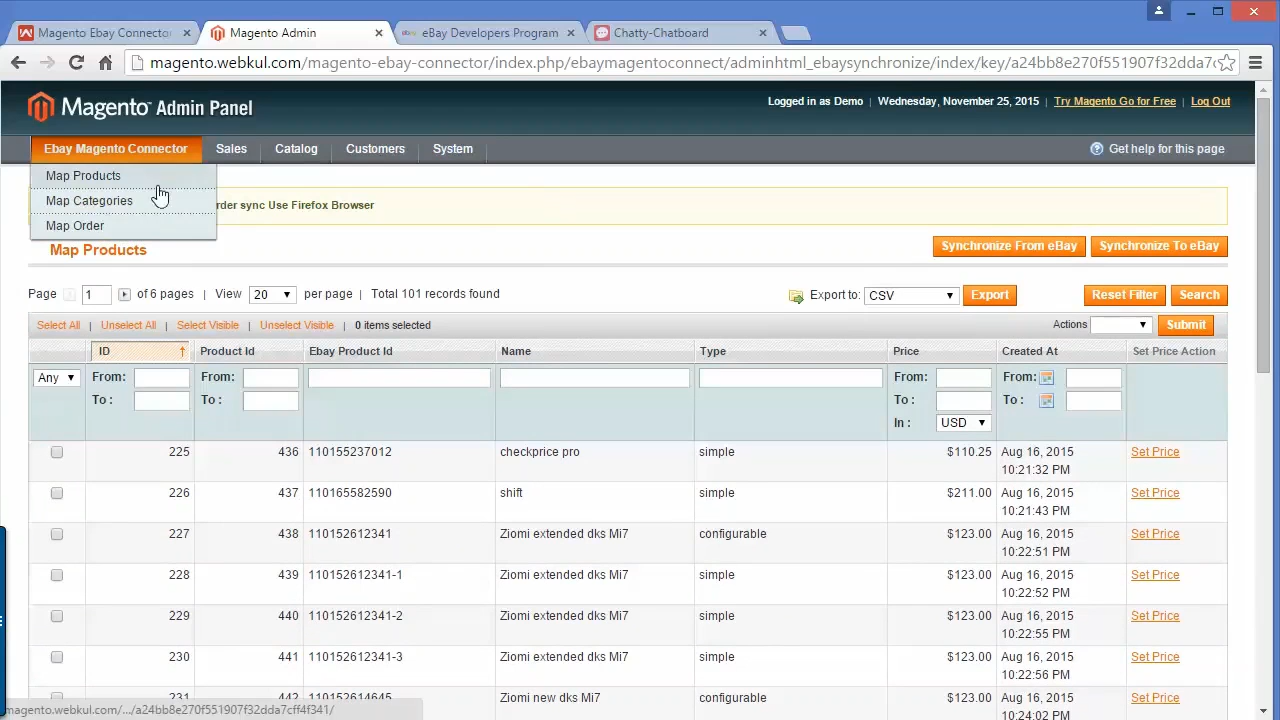 Magento Ebay Connector
Magento Admin
eBay Developers Program
Chatty-Chatboard
magento.webkul.com/magento-ebay-connector/index.php/ebaymagentoconnect/adminhtml_ebaysynchronize/index/key/a24bb8e270f551907f32dda7c
Magento Admin Panel
Logged in as Demo | Wednesday, November 25, 2015 | Try Magento Go for Free | Log Out
Ebay Magento Connector Sales Catalog Customers System Get help for this page
Map Products
Map Categories
Map Order
rder sync Use Firefox Browser
Map Products Synchronize From eBay Synchronize To eBay
Page 1 of 6 pages | View 20 per page | Total 101 records found Export to: CSV Export Reset Filter Search
Select All | Unselect All | Select Visible | Unselect Visible | 0 items selected Actions Submit
ID Product Id Ebay Product Id Name Type Price Created At Set Price Action
Any From: From: From: From:
To : To : To : To :
In : USD
225 436 110155237012 checkprice pro simple $110.25 Aug 16, 2015 Set Price
10:21:32 PM
226 437 110165582590 shift simple $211.00 Aug 16, 2015 Set Price
10:21:43 PM
227 438 110152612341 Ziomi extended dks Mi7 configurable $123.00 Aug 16, 2015 Set Price
10:22:51 PM
228 439 110152612341-1 Ziomi extended dks Mi7 simple $123.00 Aug 16, 2015 Set Price
10:22:52 PM
229 440 110152612341-2 Ziomi extended dks Mi7 simple $123.00 Aug 16, 2015 Set Price
10:22:55 PM
230 441 110152612341-3 Ziomi extended dks Mi7 simple $123.00 Aug 16, 2015 Set Price
10:22:56 PM
231 442 110152614645 Ziomi new dks Mi7 configurable $123.00 Aug 16, 2015 Set Price
10:24:02 PM
magento.webkul.com/.../a24bb8e270f551907f32dda7cff4f341/